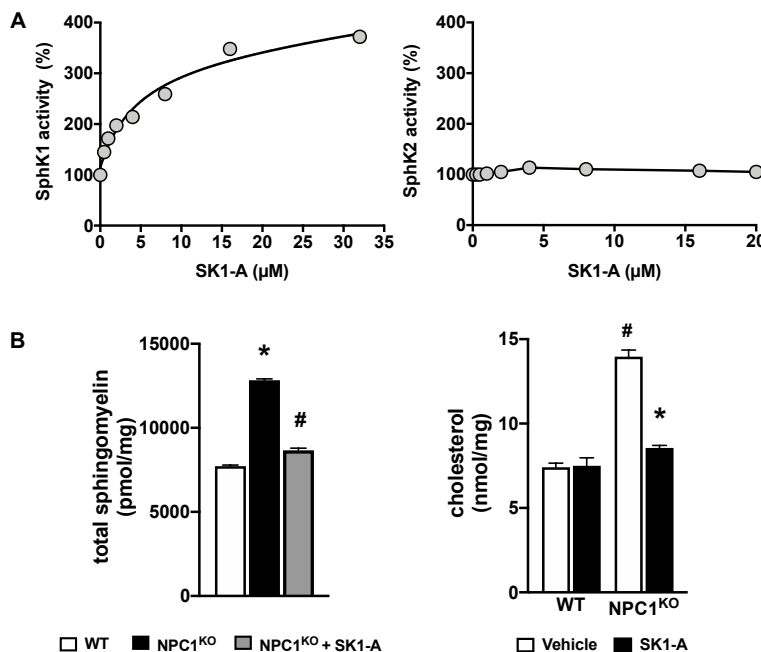 A
SphK1 activity (%)
400
300
200
100
0
0 5 10 15 20 25 30 35
SK1-A (µM)
SphK2 activity (%)
400
300
200
100
0
0 5 10 15 20
SK1-A (µM)
B
total sphingomyelin
(pmol/mg)
15000
10000
5000
0
*
#
WT NPC1KO NPC1KO + SK1-A
cholesterol
(nmol/mg)
15
10
5
0
#
*
WT NPC1KO
Vehicle SK1-A